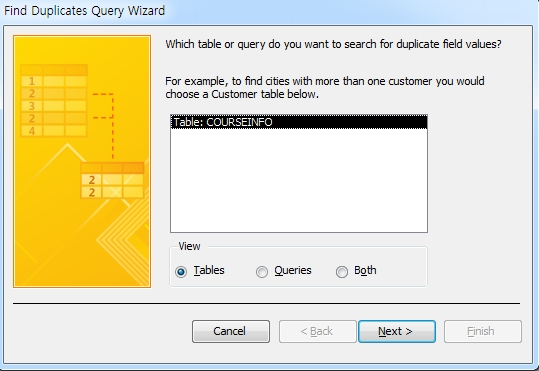 Find Duplicates Query Wizard
Which table or query do you want to search for duplicate field values?
For example, to find cities with more than one customer you would
choose a Customer table below.
1
2
3
2
4
2
2
Table: COURSEINFO
View
Tables Queries Both
Cancel < Back Next > Finish